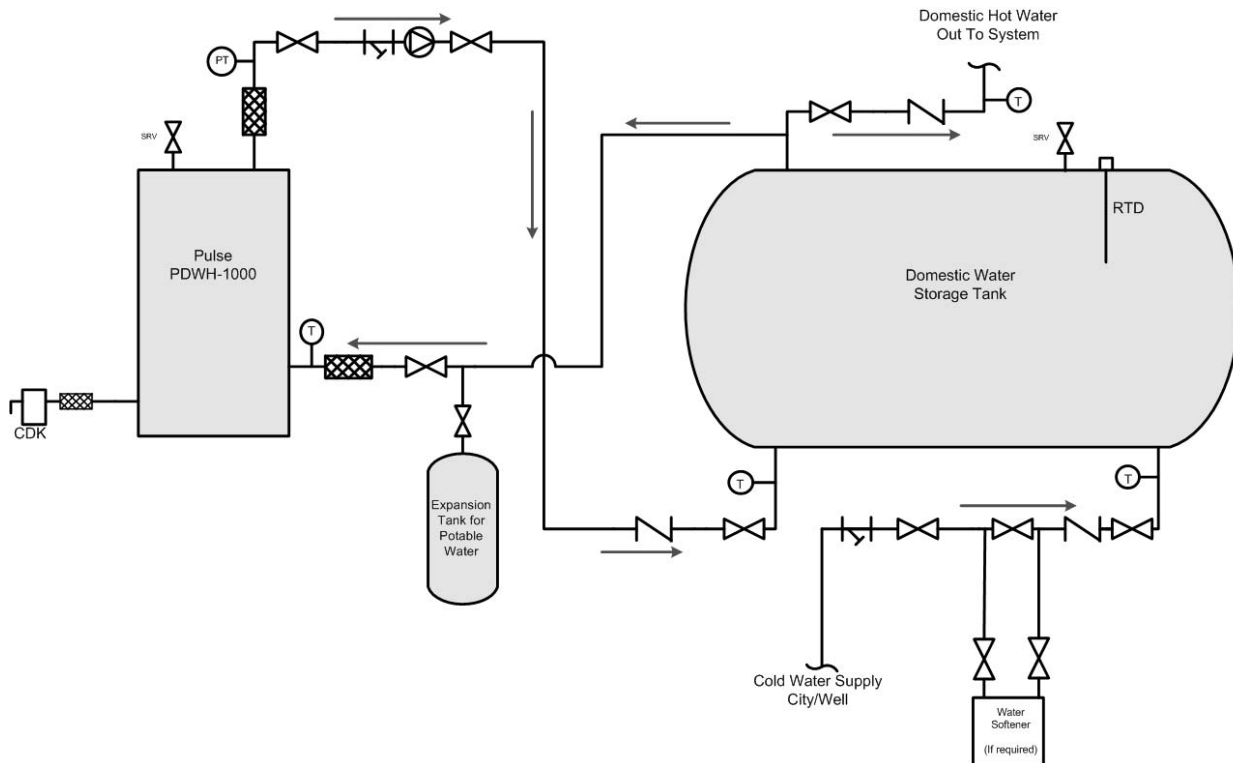 Domestic Hot Water
Out To System
PT
T
SRV
SRV
RTD
Pulse
PDWH-1000
Domestic Water
Storage Tank
T
CDK
T
T
Expansion
Tank for
Potable
Water
Cold Water Supply
City/Well
Water
Softener
(If required)